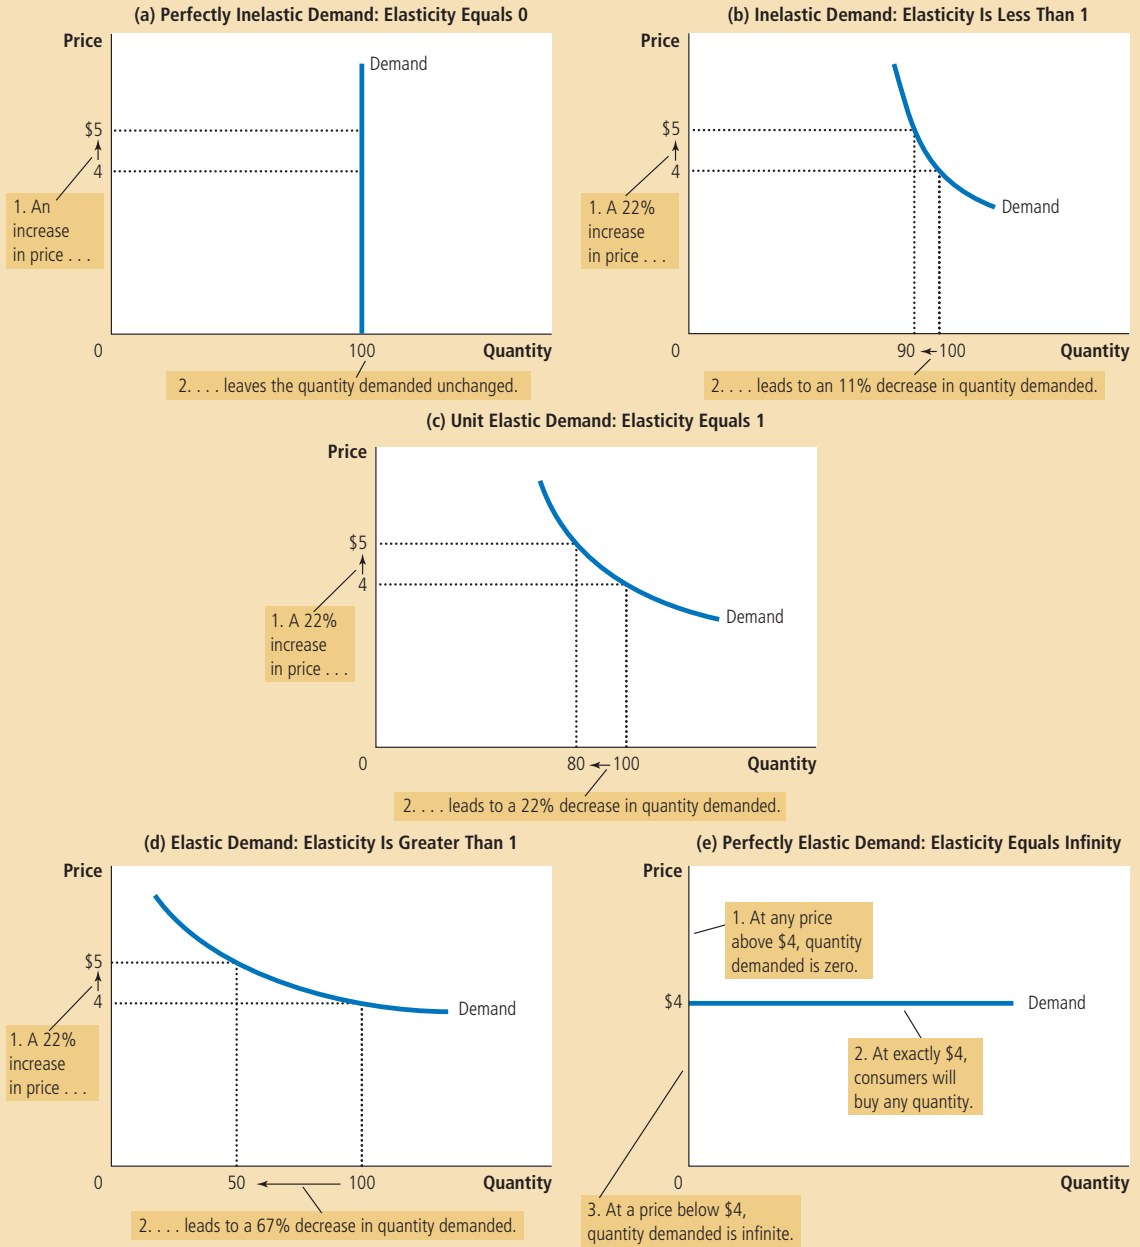 (a) Perfectly Inelastic Demand: Elasticity Equals 0
Price
Demand
$5
4
1. An
increase
in price . . .
0
100
Quantity
2. . . . leaves the quantity demanded unchanged.
(b) Inelastic Demand: Elasticity Is Less Than 1
Price
$5
4
1. A 22%
increase
in price . . .
Demand
0
90
100
Quantity
2. . . . leads to an 11% decrease in quantity demanded.
(c) Unit Elastic Demand: Elasticity Equals 1
Price
$5
4
1. A 22%
increase
in price . . .
Demand
0
80
100
Quantity
2. . . . leads to a 22% decrease in quantity demanded.
(d) Elastic Demand: Elasticity Is Greater Than 1
Price
$5
4
Demand
1. A 22%
increase
in price . . .
0
50
100
Quantity
2. . . . leads to a 67% decrease in quantity demanded.
(e) Perfectly Elastic Demand: Elasticity Equals Infinity
Price
1. At any price
above $4, quantity
demanded is zero.
$4
Demand
2. At exactly $4,
consumers will
buy any quantity.
0
Quantity
3. At a price below $4,
quantity demanded is infinite.